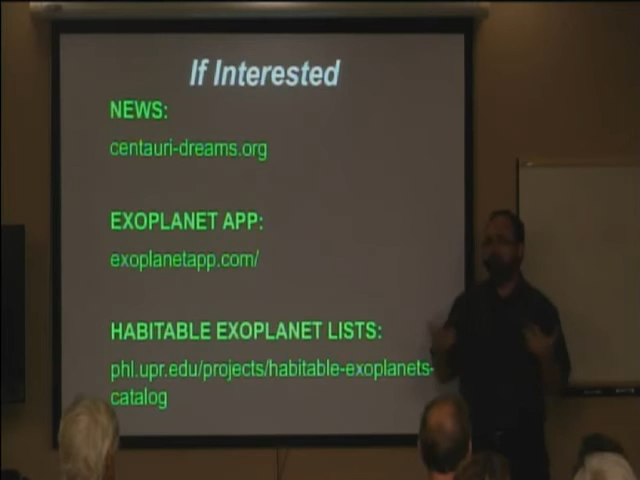 If Interested
NEWS:
centauri-dreams.org
EXOPLANET APP:
exoplanetapp.com/
HABITABLE EXOPLANET LISTS:
phl.upr.edu/projects/habitable-exoplanets-
catalog